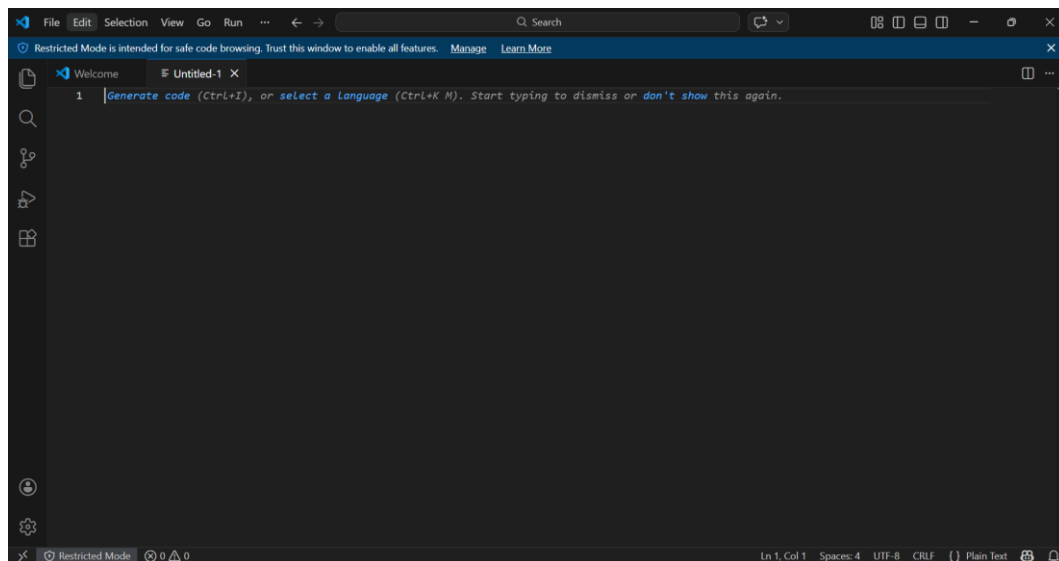 File Edit Selection View Go Run ··· Search
Restricted Mode is intended for safe code browsing. Trust this window to enable all features. Manage Learn More
Welcome Untitled-1
1 Generate code (Ctrl+I), or select a language (Ctrl+K M). Start typing to dismiss or don't show this again.
Restricted Mode 0 0 Ln 1, Col 1 Spaces: 4 UTF-8 CRLF { } Plain Text